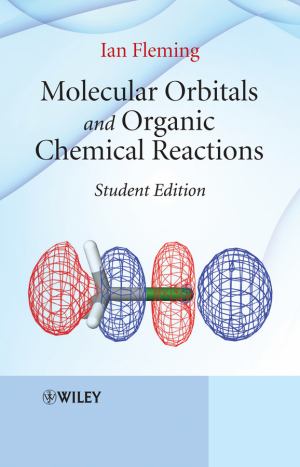 Ian Fleming
Molecular Orbitals
and Organic
Chemical Reactions
Student Edition
WILEY